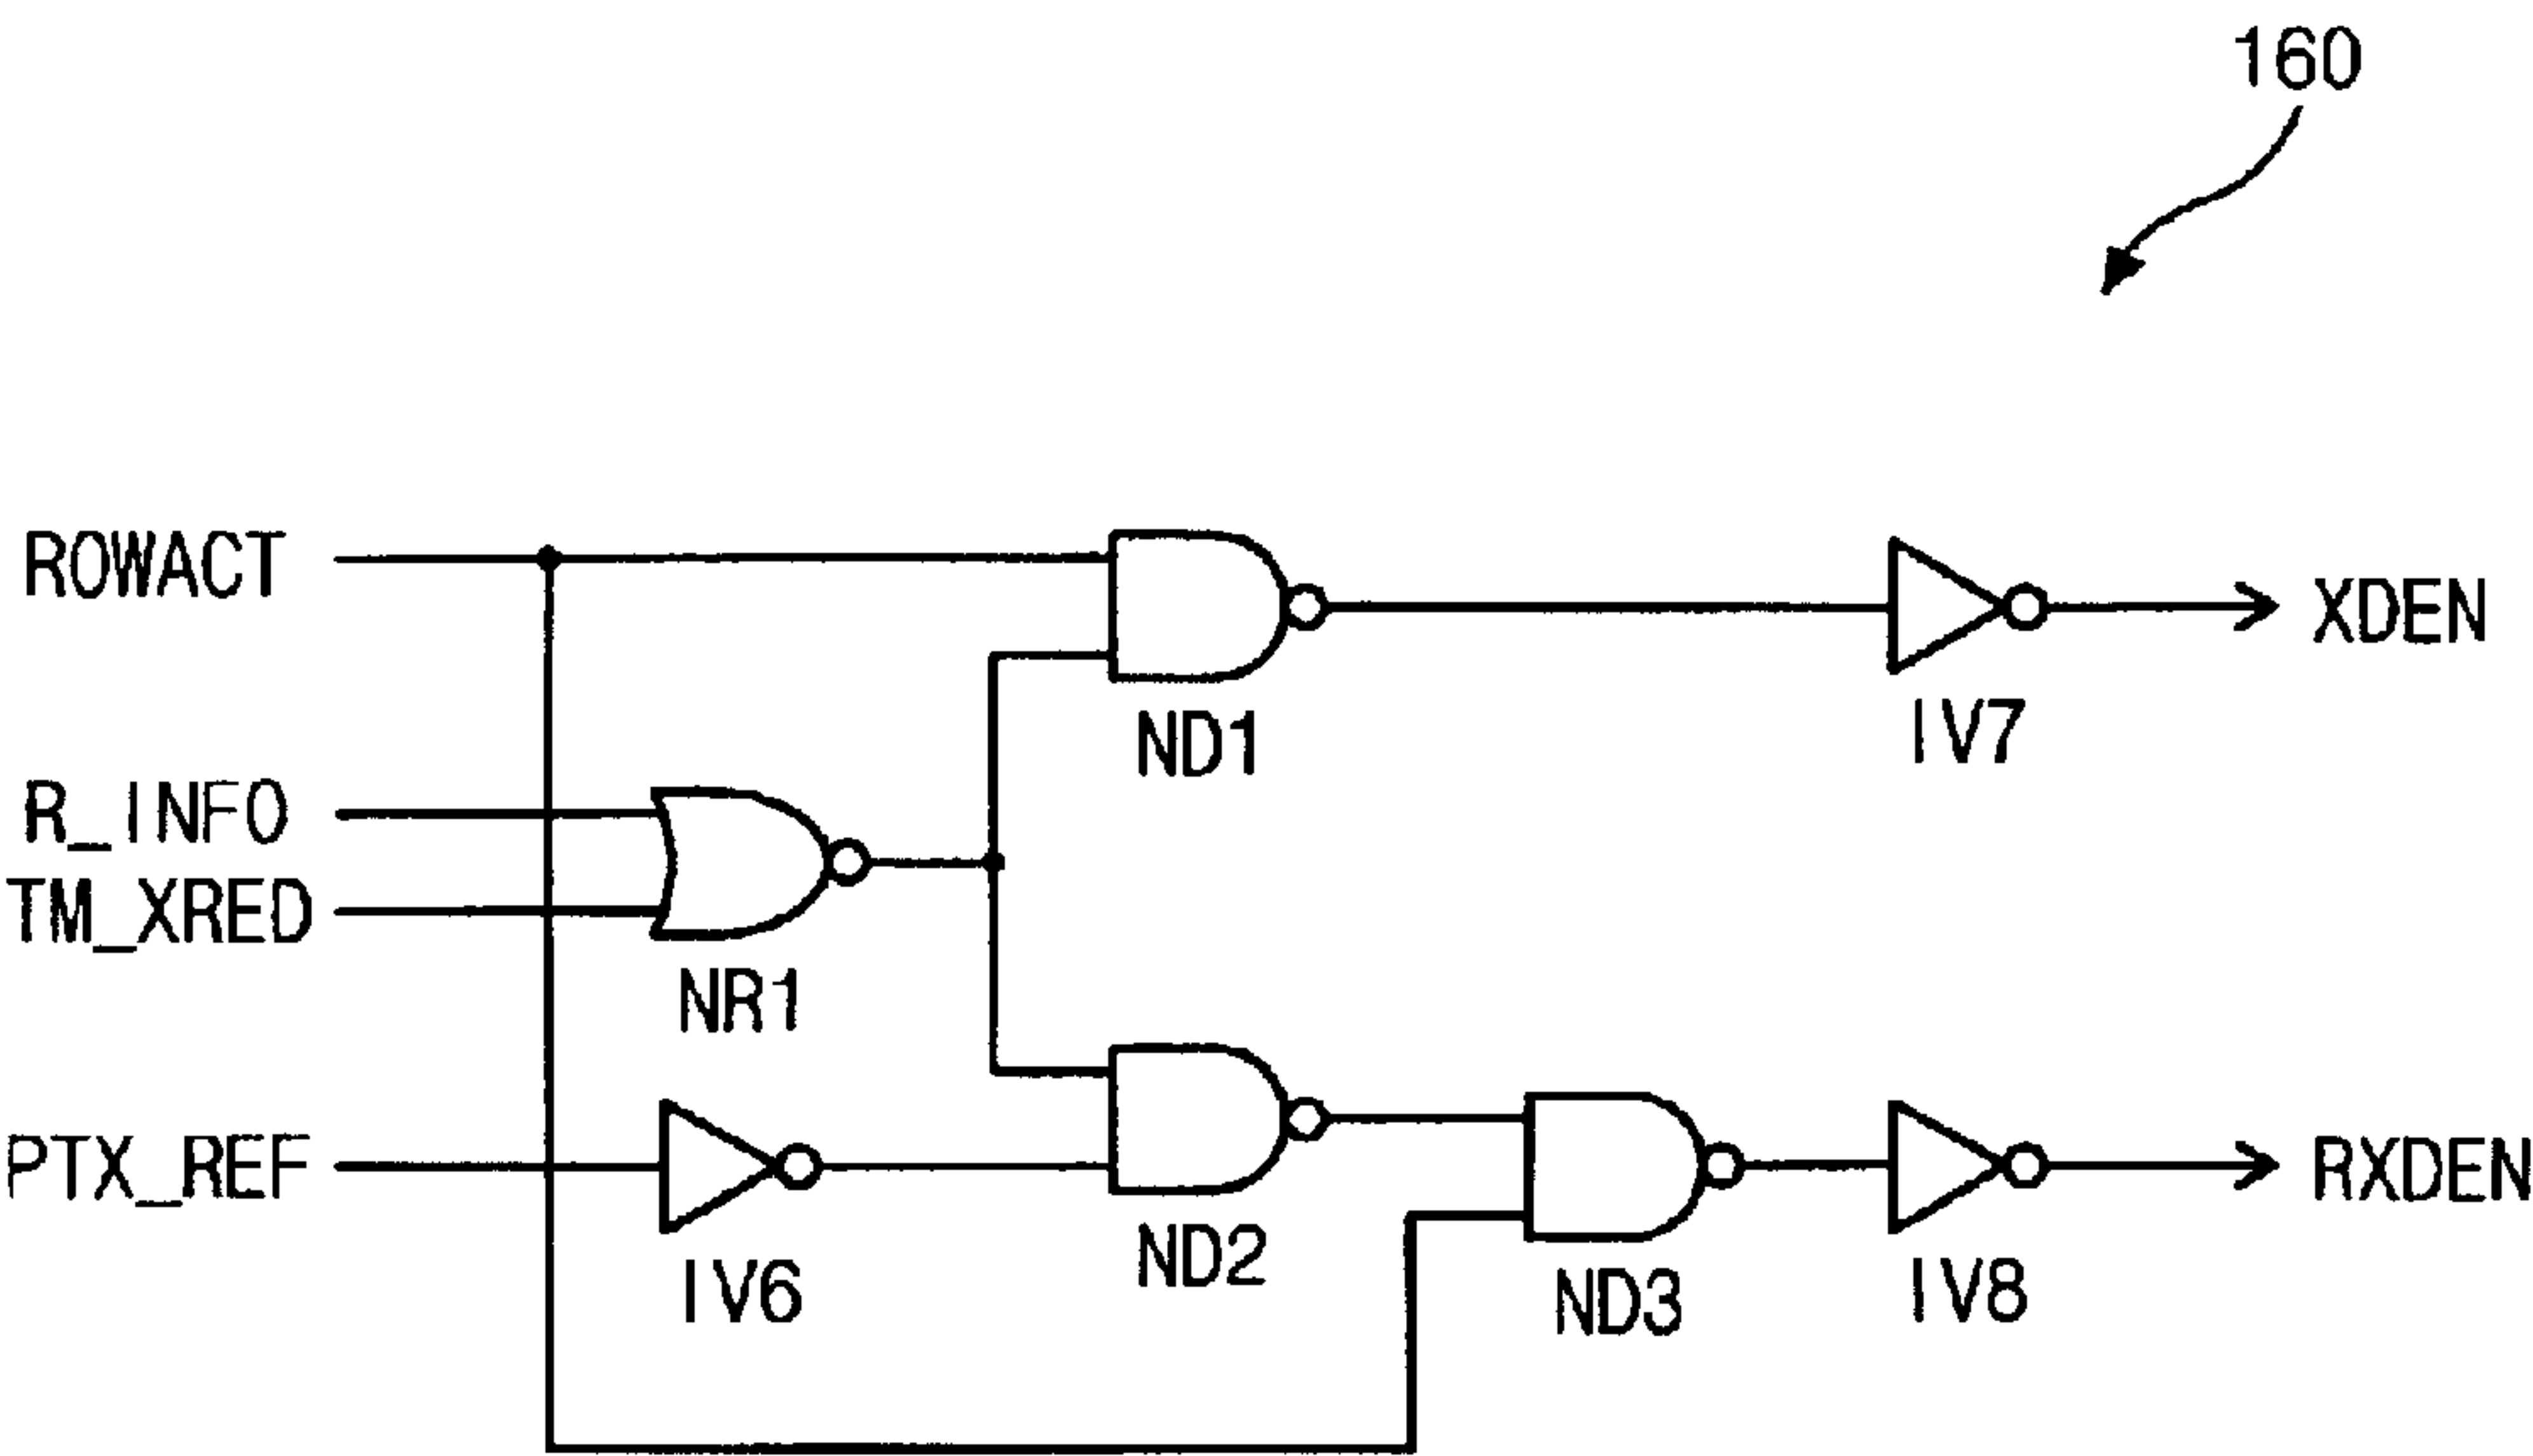 160
ROWACT
XDEN
ND1
IV7
R_INFO
TM_XRED
NR1
PTX_REF
RXDEN
IV6
ND2
ND3
IV8